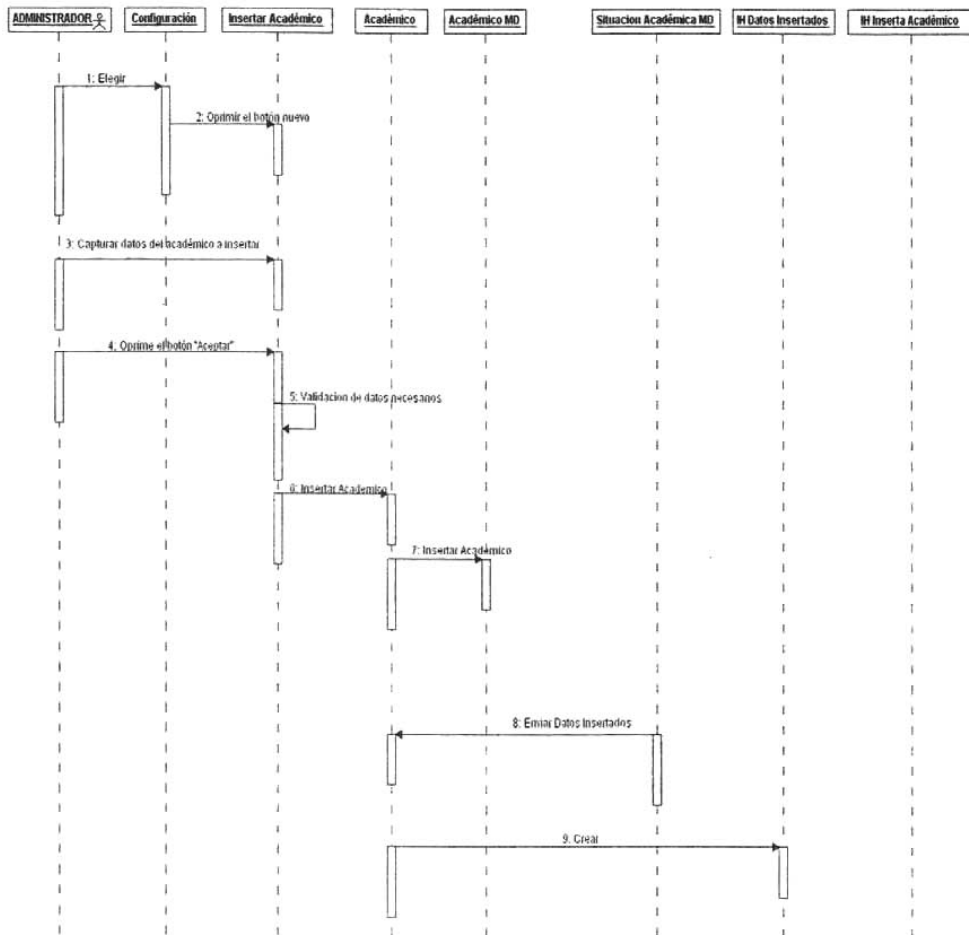 ADMINISTRADOR
Configuración
Insertar Académico
Académico
Académico MD
Situacion Académica MD
IH Datos Insertados
IH Inserta Académico
1: Elegir
2: Oprimir el botón nuevo
3: Capturar datos del académico a insertar
4: Oprime el botón "Aceptar"
5: Validacion de datos necesarios
6: Insertar Academico
7: Insertar Académico
8: Enviar Datos Insertados
9: Crear